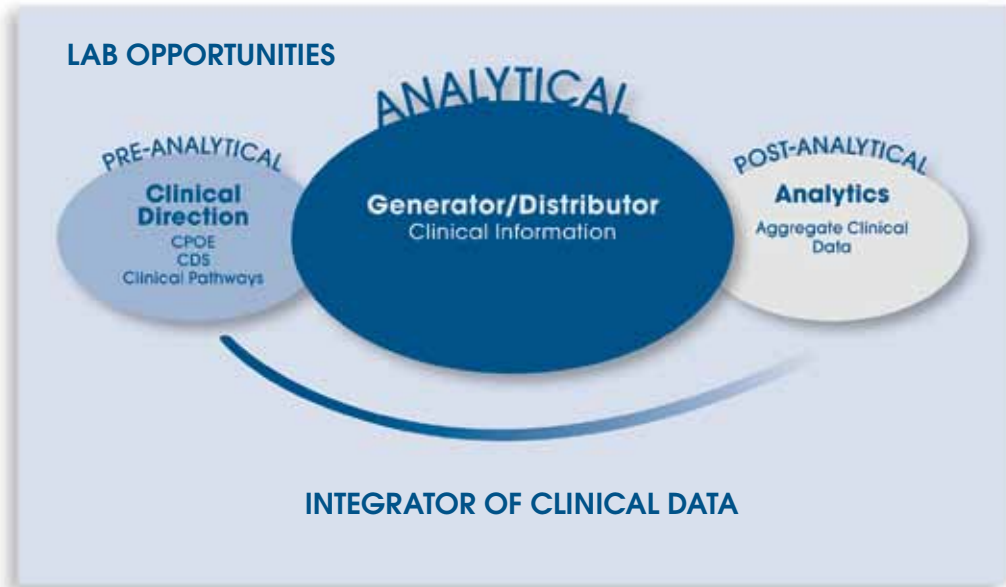 LAB OPPORTUNITIES
PRE-ANALYTICAL
Clinical
Direction
CPOE
CDS
Clinical Pathways
ANALYTICAL
Generator/Distributor
Clinical Information
POST-ANALYTICAL
Analytics
Aggregate Clinical
Data
INTEGRATOR OF CLINICAL DATA